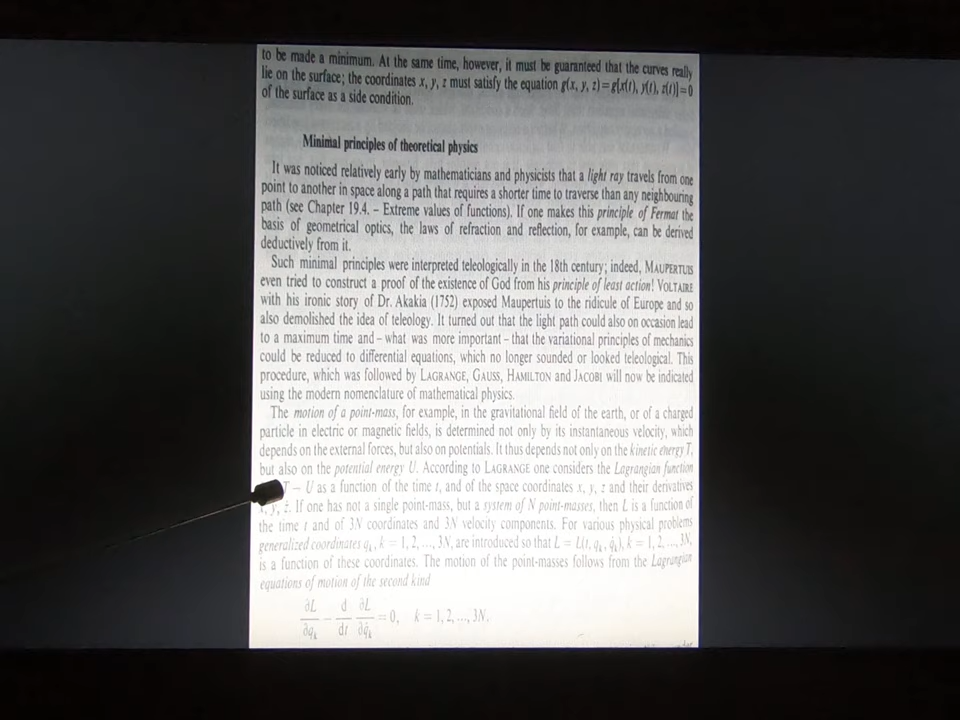 to be made a minimum. At the same time, however, it must be guaranteed that the curves really
lie on the surface; the coordinates x, y, z must satisfy the equation g(x, y, z) = g[x(t), y(t), z(t)] = 0
of the surface as a side condition.
Minimal principles of theoretical physics
It was noticed relatively early by mathematicians and physicists that a light ray travels from one
point to another in space along a path that requires a shorter time to traverse than any neighbouring
path (see Chapter 19.4. – Extreme values of functions). If one makes this principle of Fermat the
basis of geometrical optics, the laws of refraction and reflection, for example, can be derived
deductively from it.
Such minimal principles were interpreted teleologically in the 18th century; indeed, MAUPERTUIS
even tried to construct a proof of the existence of God from his principle of least action! VOLTAIRE
with his ironic story of Dr. Akakia (1752) exposed Maupertuis to the ridicule of Europe and so
also demolished the idea of teleology. It turned out that the light path could also on occasion lead
to a maximum time and – what was more important – that the variational principles of mechanics
could be reduced to differential equations, which no longer sounded or looked teleological. This
procedure, which was followed by LAGRANGE, GAUSS, HAMILTON and JACOBI will now be indicated
using the modern nomenclature of mathematical physics.
The motion of a point-mass, for example, in the gravitational field of the earth, or of a charged
particle in electric or magnetic fields, is determined not only by its instantaneous velocity, which
depends on the external forces, but also on potentials. It thus depends not only on the kinetic energy T,
but also on the potential energy U. According to LAGRANGE one considers the Lagrangian function
T – U as a function of the time t, and of the space coordinates x, y, z and their derivatives
ẏ, ż. If one has not a single point-mass, but a system of N point-masses, then L is a function of
the time t and of 3N coordinates and 3N velocity components. For various physical problems
generalized coordinates qₖ, k = 1, 2, ..., 3N, are introduced so that L = L(t, qₖ, q̇ₖ), k = 1, 2, ..., 3N,
is a function of these coordinates. The motion of the point-masses follows from the Lagrangian
equations of motion of the second kind
∂L/∂qₖ – d/dt ∂L/∂q̇ₖ = 0, k = 1, 2, ..., 3N.